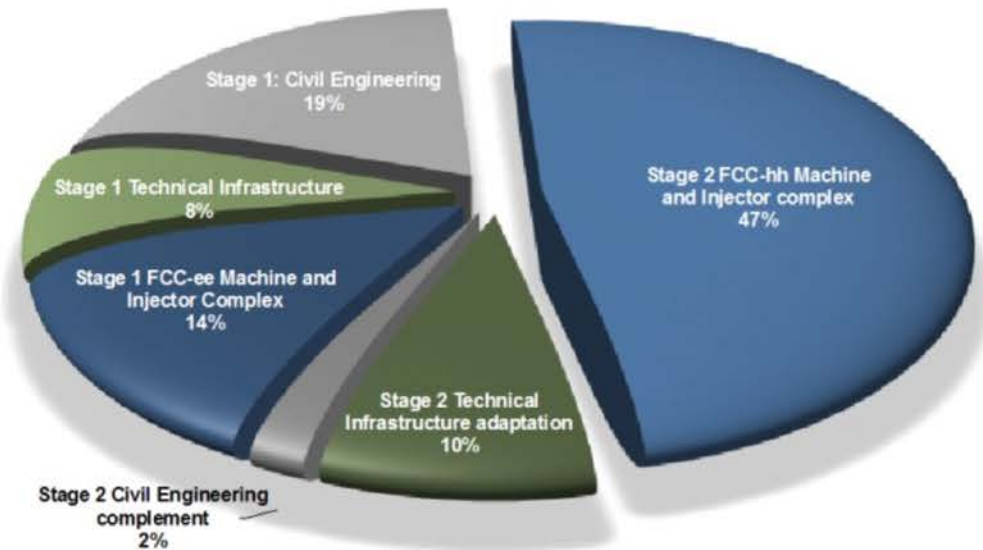 Stage 1: Civil Engineering
19%
Stage 2 FCC-hh Machine
and Injector complex
47%
Stage 1 Technical Infrastructure
8%
Stage 1 FCC-ee Machine and
Injector Complex
14%
Stage 2 Technical
Infrastructure adaptation
10%
Stage 2 Civil Engineering
complement
2%